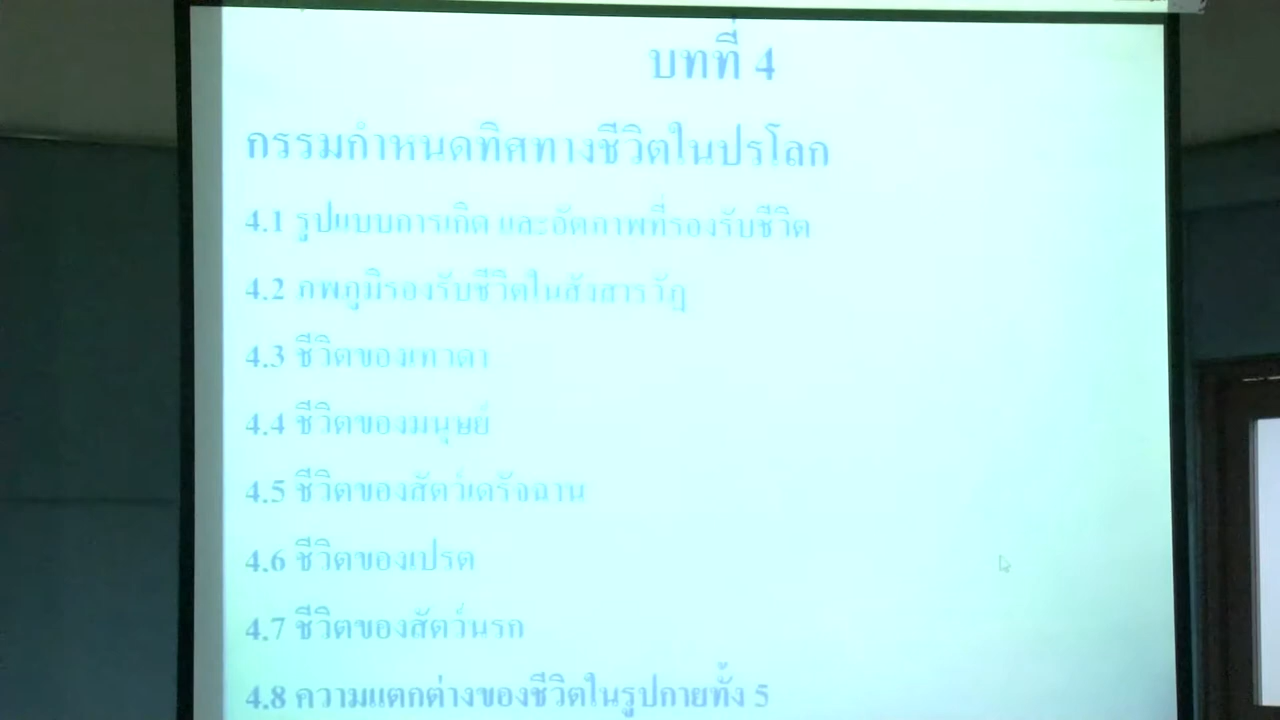 บทที่ 4
กรรมกำหนดทิศทางชีวิตในปรโลก
4.1 รูปแบบการเกิด และอัตภาพที่รองรับชีวิต
4.2 ภพภูมิรองรับชีวิตในสังสารวัฏ
4.3 ชีวิตของเทวดา
4.4 ชีวิตของมนุษย์
4.5 ชีวิตของสัตว์เดรัจฉาน
4.6 ชีวิตของเปรต
4.7 ชีวิตของสัตว์นรก
4.8 ความแตกต่างของชีวิตในรูปกายทั้ง 5